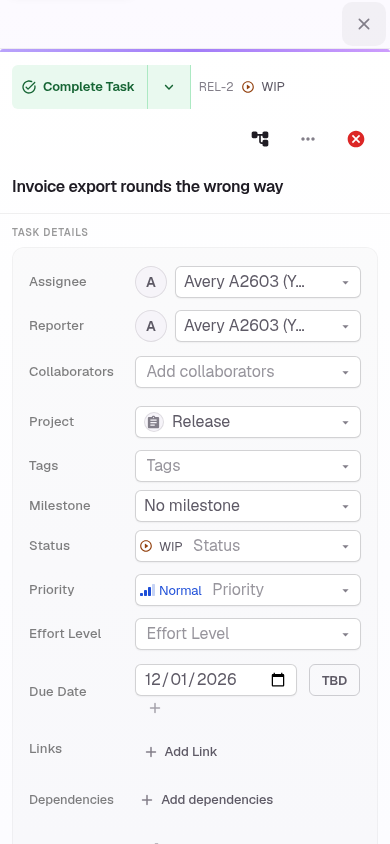 Complete Task
REL-2 WIP
Invoice export rounds the wrong way
TASK DETAILS
Assignee A Avery A2603 (Y...
Reporter A Avery A2603 (Y...
Collaborators Add collaborators
Project Release
Tags Tags
Milestone No milestone
Status WIP Status
Priority Normal Priority
Effort Level Effort Level
Due Date 12/01/2026 TBD
Links + Add Link
Dependencies + Add dependencies